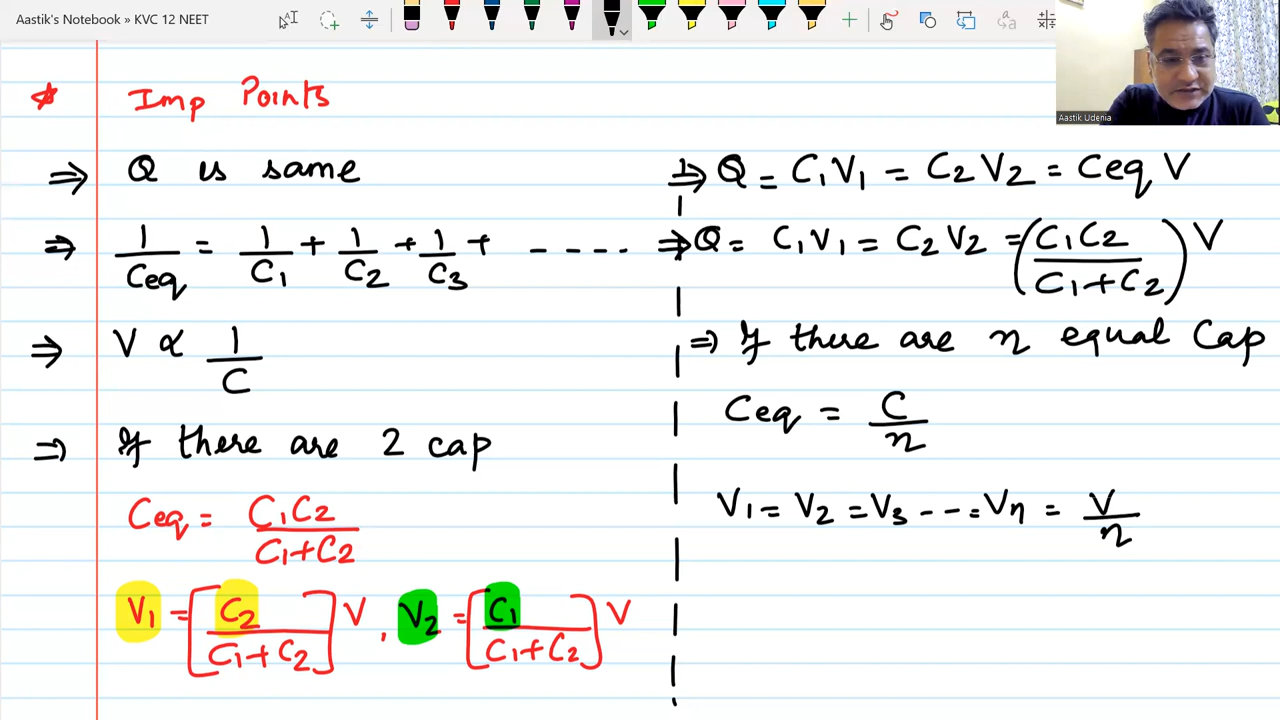 Aastik's Notebook » KVC 12 NEET
Aastik Udenia
* Imp Points
⇒ Q is same
⇒ 1/Ceq = 1/C1 + 1/C2 + 1/C3 + - - - - -
⇒ V ∝ 1/C
⇒ If there are 2 cap
Ceq = C1C2/(C1+C2)
V1 = [C2/(C1+C2)] V , V2 = [C1/(C1+C2)] V
⇒ Q = C1V1 = C2V2 = Ceq V
⇒ Q = C1V1 = C2V2 = (C1C2/(C1+C2)) V
⇒ If there are n equal Cap
Ceq = C/n
V1 = V2 = V3 - - - = Vn = V/n